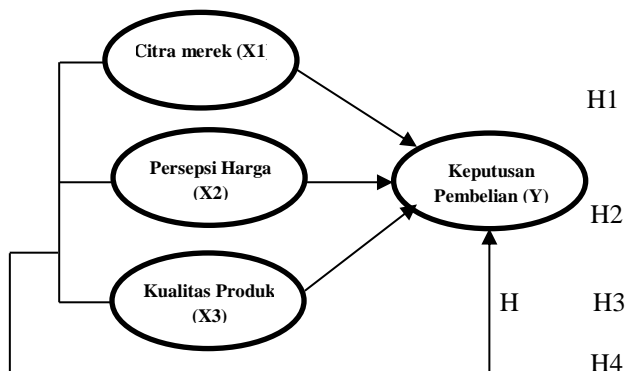 Citra merek (X1
H1
Persepsi Harga
(X2)
Keputusan
Pembelian (Y)
H2
Kualitas Produk
(X3)
H
H3
H4